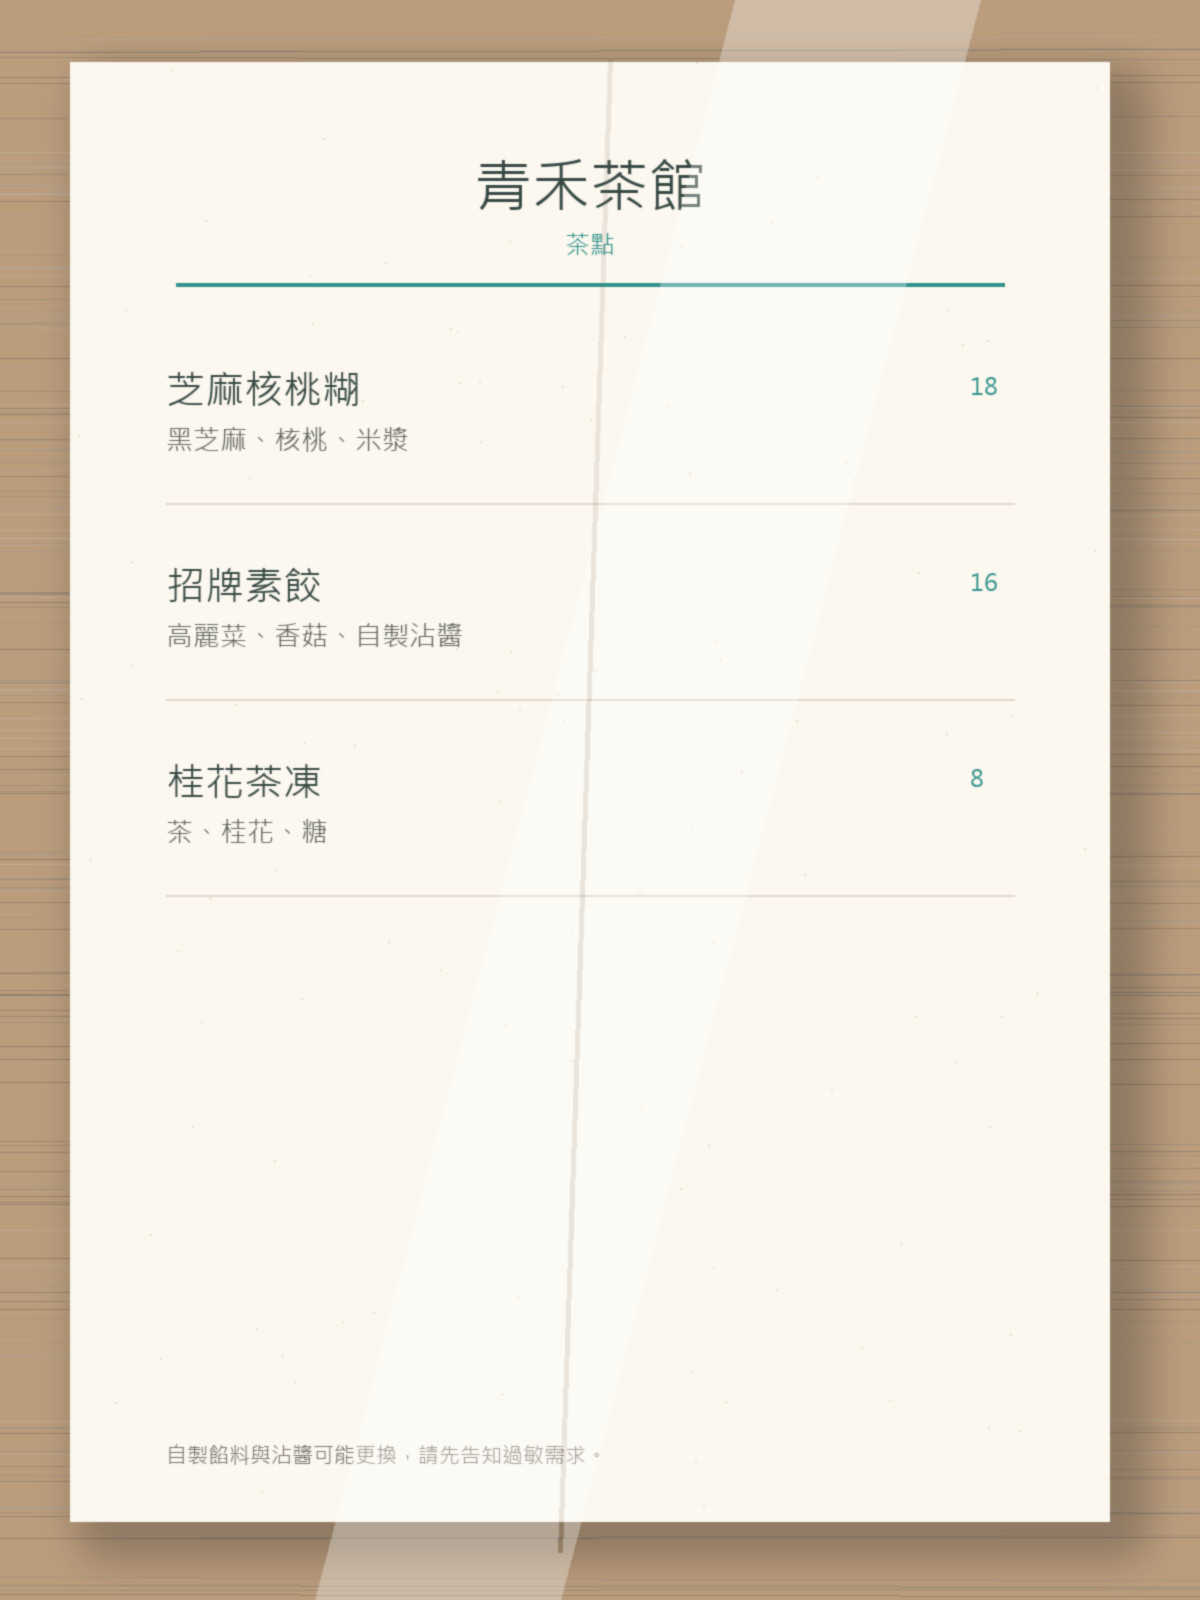 青禾茶館
茶點
芝麻核桃糊 18
黑芝麻、核桃、米漿
招牌素餃 16
高麗菜、香菇、自製沾醬
桂花茶凍 8
茶、桂花、糖
自製餡料與沾醬可能更換，請先告知過敏需求。